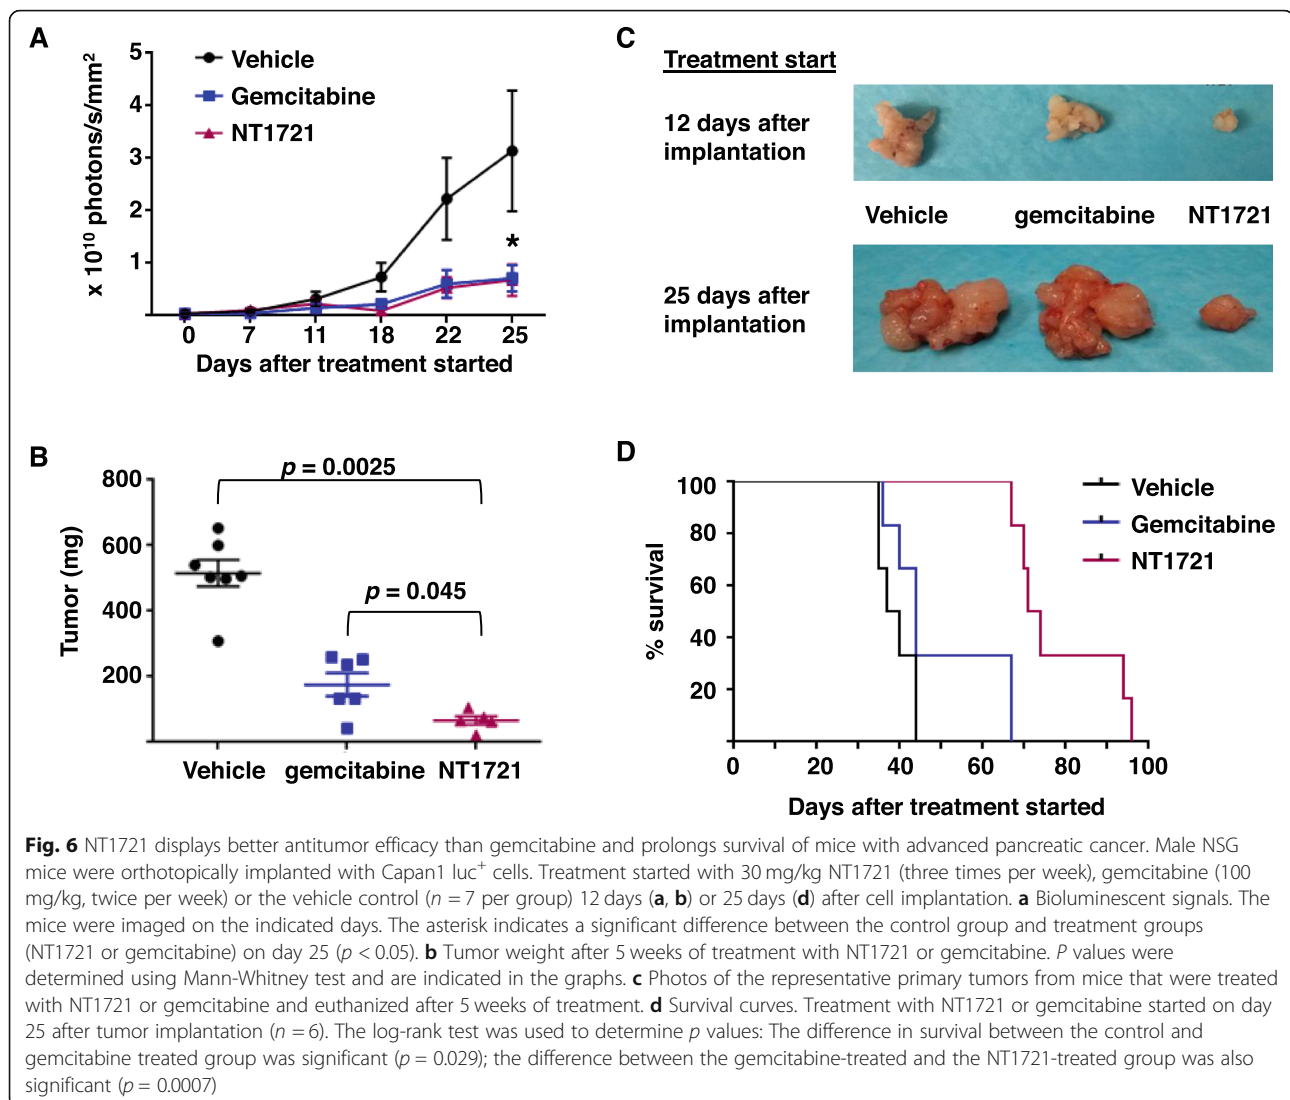 A
5
4
3
2
1
x 10¹⁰ photons/s/mm²
Vehicle
Gemcitabine
NT1721
*
0 7 11 18 22 25
Days after treatment started
C
Treatment start
12 days after
implantation
Vehicle gemcitabine NT1721
25 days after
implantation
B
p = 0.0025
p = 0.045
800
600
400
200
Tumor (mg)
Vehicle gemcitabine NT1721
D
100
80
60
40
20
% survival
Vehicle
Gemcitabine
NT1721
0 20 40 60 80 100
Days after treatment started
Fig. 6 NT1721 displays better antitumor efficacy than gemcitabine and prolongs survival of mice with advanced pancreatic cancer. Male NSG
mice were orthotopically implanted with Capan1 luc⁺ cells. Treatment started with 30 mg/kg NT1721 (three times per week), gemcitabine (100
mg/kg, twice per week) or the vehicle control (n = 7 per group) 12 days (a, b) or 25 days (d) after cell implantation. a Bioluminescent signals. The
mice were imaged on the indicated days. The asterisk indicates a significant difference between the control group and treatment groups
(NT1721 or gemcitabine) on day 25 (p < 0.05). b Tumor weight after 5 weeks of treatment with NT1721 or gemcitabine. P values were
determined using Mann-Whitney test and are indicated in the graphs. c Photos of the representative primary tumors from mice that were treated
with NT1721 or gemcitabine and euthanized after 5 weeks of treatment. d Survival curves. Treatment with NT1721 or gemcitabine started on day
25 after tumor implantation (n = 6). The log-rank test was used to determine p values: The difference in survival between the control and
gemcitabine treated group was significant (p = 0.029); the difference between the gemcitabine-treated and the NT1721-treated group was also
significant (p = 0.0007)